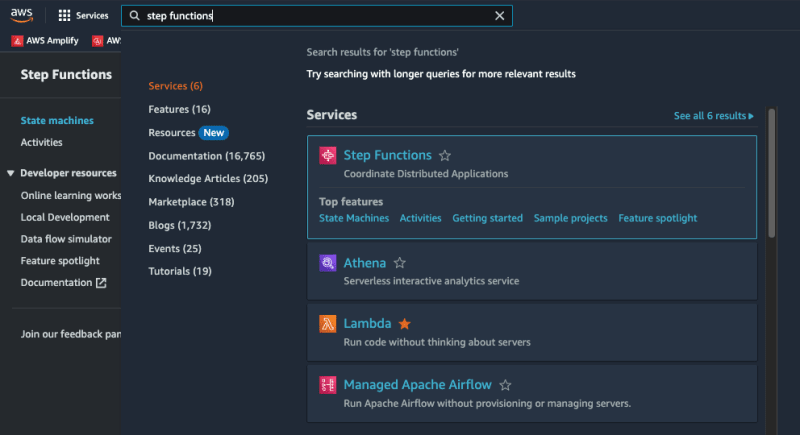 aws
Services
step functions
AWS Amplify
AWS
Step Functions
State machines
Activities
Developer resources
Online learning works
Local Development
Data flow simulator
Feature spotlight
Documentation
Join our feedback pan
Services (6)
Features (16)
Resources New
Documentation (16,765)
Knowledge Articles (205)
Marketplace (318)
Blogs (1,732)
Events (25)
Tutorials (19)
Search results for 'step functions'
Try searching with longer queries for more relevant results
Services
See all 6 results
Step Functions
Coordinate Distributed Applications
Top features
State Machines Activities Getting started Sample projects Feature spotlight
Athena
Serverless interactive analytics service
Lambda
Run code without thinking about servers
Managed Apache Airflow
Run Apache Airflow without provisioning or managing servers.